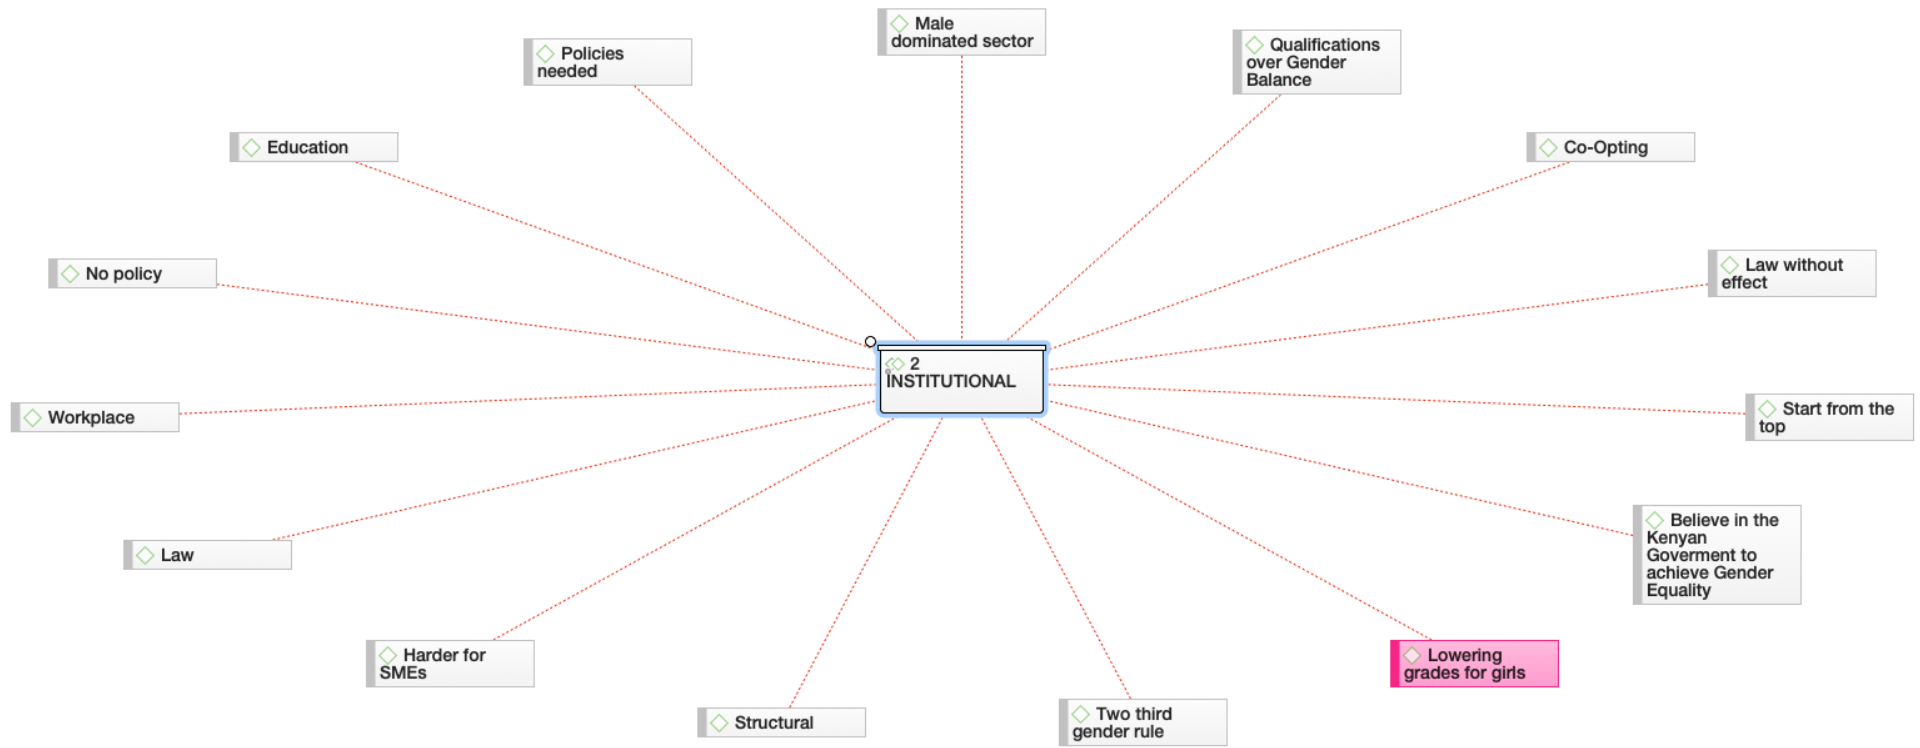 Male
dominated sector
Qualifications
over Gender
Balance
Policies
needed
Education
Co-Opting
No policy
Law without
effect
2
INSTITUTIONAL
Workplace
Start from the
top
Law
Believe in the
Kenyan
Goverment to
achieve Gender
Equality
Harder for
SMEs
Lowering
grades for girls
Structural
Two third
gender rule